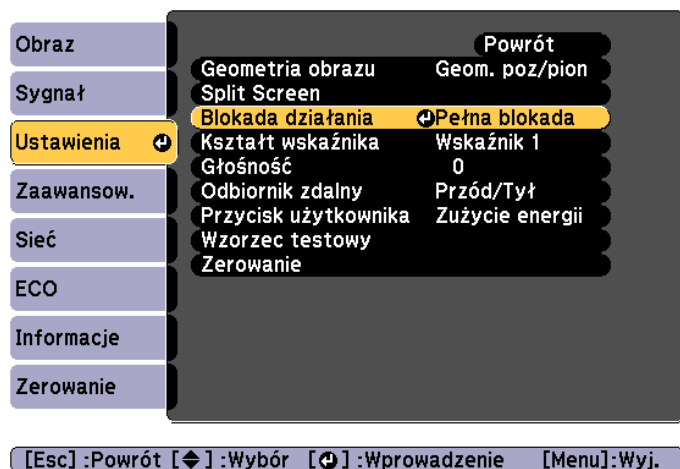 Obraz
Sygnał
Ustawienia
Zaawansow.
Sieć
ECO
Informacje
Zerowanie
Powrót
Geometria obrazu Geom. poz/pion
Split Screen
Blokada działania Pełna blokada
Kształt wskaźnika Wskaźnik 1
Głośność 0
Odbiornik zdalny Przód/Tył
Przycisk użytkownika Zużycie energii
Wzorzec testowy
Zerowanie
[Esc] :Powrót [◆] :Wybór [⏎] :Wprowadzenie [Menu]:Wyj.